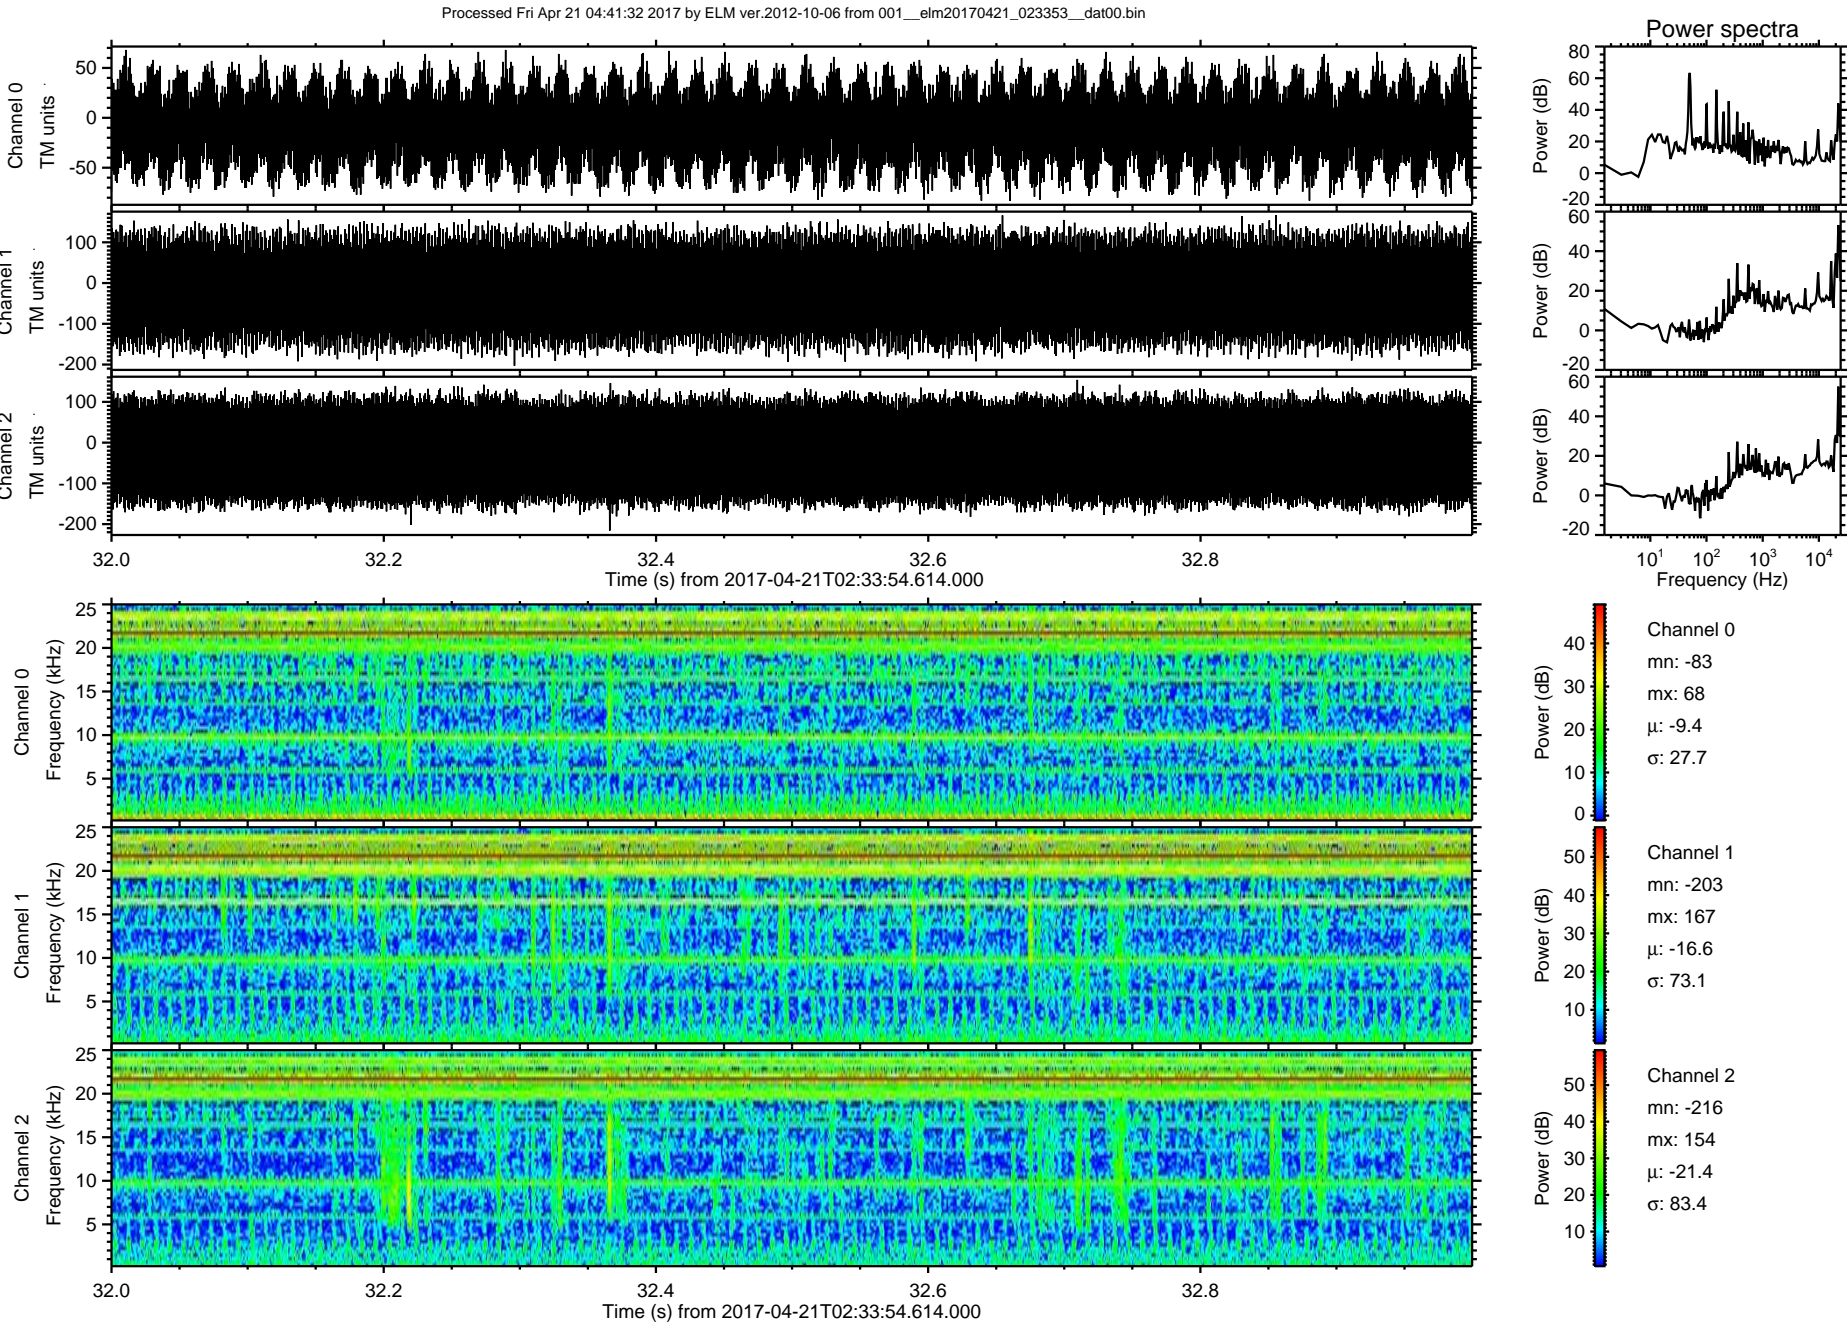 Processed Fri Apr 21 04:41:32 2017 by ELM ver.2012-10-06 from 001__elm20170421_023353__dat00.bin
Power spectra
Channel 0
TM units
50
0
-50
Power (dB)
80
60
40
20
0
-20
Channel 1
TM units
100
0
-100
-200
Power (dB)
60
40
20
0
-20
Channel 2
TM units
100
0
-100
-200
Power (dB)
60
40
20
0
-20
32.0 32.2 32.4 32.6 32.8
Time (s) from 2017-04-21T02:33:54.614.000
10^1 10^2 10^3 10^4
Frequency (Hz)
Channel 0
Frequency (kHz)
25
20
15
10
5
Power (dB)
40
30
20
10
0
Channel 0
mn: -83
mx: 68
μ: -9.4
σ: 27.7
Channel 1
Frequency (kHz)
25
20
15
10
5
Power (dB)
50
40
30
20
10
Channel 1
mn: -203
mx: 167
μ: -16.6
σ: 73.1
Channel 2
Frequency (kHz)
25
20
15
10
5
Power (dB)
50
40
30
20
10
Channel 2
mn: -216
mx: 154
μ: -21.4
σ: 83.4
32.0 32.2 32.4 32.6 32.8
Time (s) from 2017-04-21T02:33:54.614.000